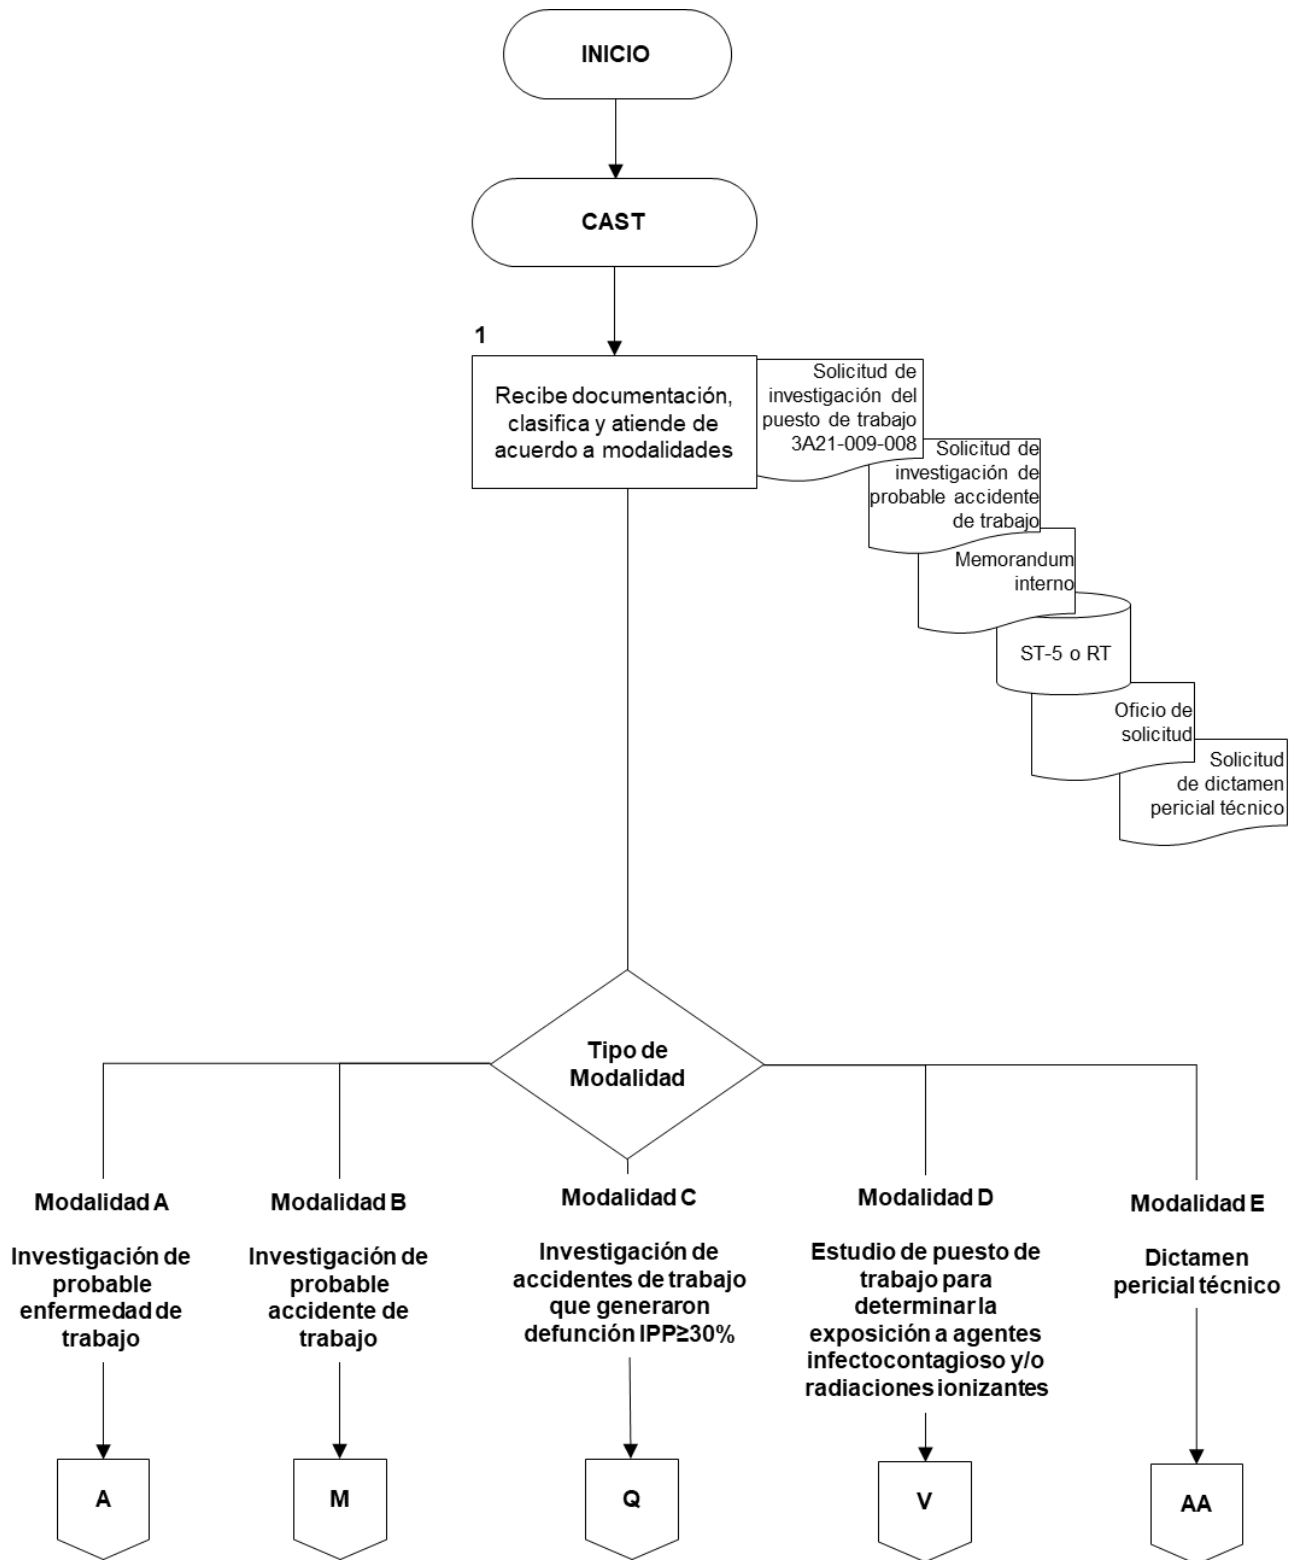 INICIO
CAST
1
Recibe documentación,
clasifica y atiende de
acuerdo a modalidades
Solicitud de
investigación del
puesto de trabajo
3A21-009-008
Solicitud de
investigación de
probable accidente
de trabajo
Memorandum
interno
ST-5 o RT
Oficio de
solicitud
Solicitud
de dictamen
pericial técnico
Tipo de
Modalidad
Modalidad A
Investigación de
probable
enfermedad de
trabajo
A
Modalidad B
Investigación de
probable
accidente de
trabajo
M
Modalidad C
Investigación de
accidentes de trabajo
que generaron
defunción IPP≥30%
Q
Modalidad D
Estudio de puesto de
trabajo para
determinar la
exposición a agentes
infectocontagioso y/o
radiaciones ionizantes
V
Modalidad E
Dictamen
pericial técnico
AA